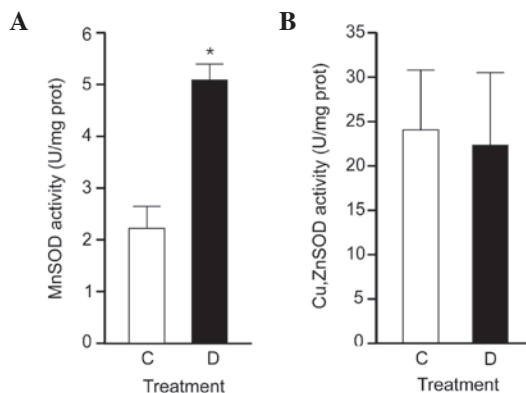 A
MnSOD activity (U/mg prot)
6
5
4
3
2
1
0
*
C D
Treatment
B
Cu,ZnSOD activity (U/mg prot)
35
30
25
20
15
10
5
0
C D
Treatment